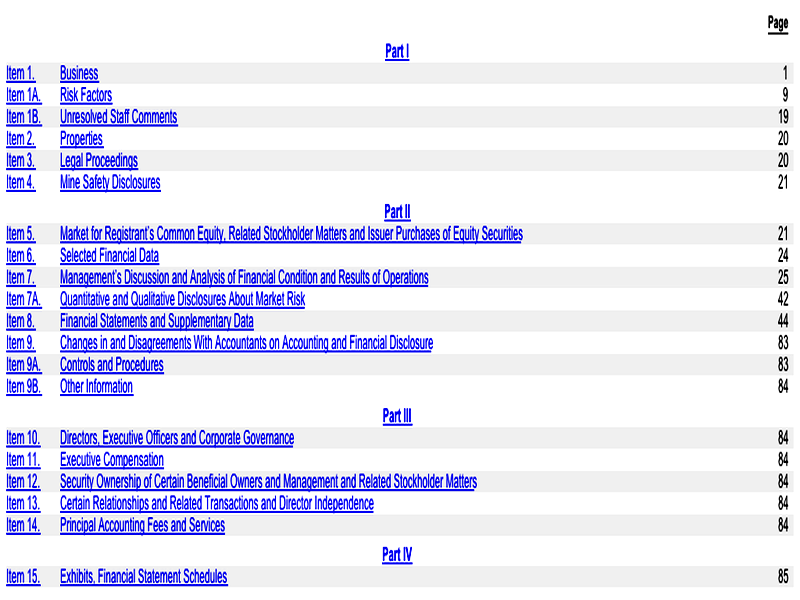 Page
Part I
Item 1. Business 1
Item 1A. Risk Factors 9
Item 1B. Unresolved Staff Comments 19
Item 2. Properties 20
Item 3. Legal Proceedings 20
Item 4. Mine Safety Disclosures 21
Part II
Item 5. Market for Registrant's Common Equity, Related Stockholder Matters and Issuer Purchases of Equity Securities 21
Item 6. Selected Financial Data 24
Item 7. Management's Discussion and Analysis of Financial Condition and Results of Operations 25
Item 7A. Quantitative and Qualitative Disclosures About Market Risk 42
Item 8. Financial Statements and Supplementary Data 44
Item 9. Changes in and Disagreements With Accountants on Accounting and Financial Disclosure 83
Item 9A. Controls and Procedures 83
Item 9B. Other Information 84
Part III
Item 10. Directors, Executive Officers and Corporate Governance 84
Item 11. Executive Compensation 84
Item 12. Security Ownership of Certain Beneficial Owners and Management and Related Stockholder Matters 84
Item 13. Certain Relationships and Related Transactions and Director Independence 84
Item 14. Principal Accounting Fees and Services 84
Part IV
Item 15. Exhibits, Financial Statement Schedules 85